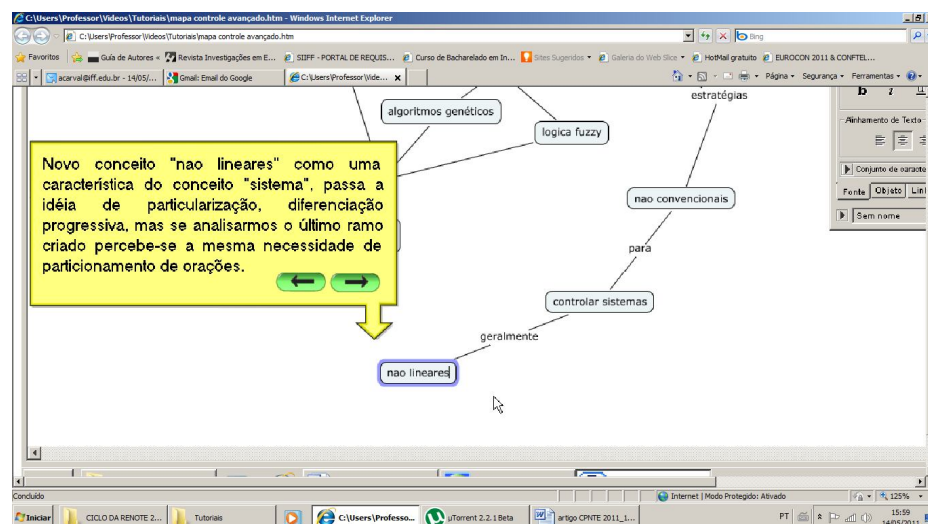 C:\Users\Professor\Videos\Tutoriais\mapa controle avançado.htm - Windows Internet Explorer
C:\Users\Professor\Videos\Tutoriais\mapa controle avançado.htm
Bing
Favoritos
Guía de Autores «
Revista Investigações em E...
SIIFF - PORTAL DE REQUIS...
Curso de Bacharelado em In...
Sites Sugeridos
Galeria do Web Slice
HotMail gratuito
EUROCON 2011 & CONFTEL...
acarval@iff.edu.br - 14/05/...
Gmail: Email do Google
C:\Users\Professor\Vide...
Página
Segurança
Ferramentas
estratégias
algoritmos genéticos
logica fuzzy
b i
Alinhamento de Texto
Conjunto de caracte
Fonte Objeto Lin
Sem nome
Novo conceito "nao lineares" como uma
característica do conceito "sistema", passa a
idéia de particularização, diferenciação
progressiva, mas se analisarmos o último ramo
criado percebe-se a mesma necessidade de
particionamento de orações.
nao convencionais
para
controlar sistemas
geralmente
nao lineares
Concluído
Internet | Modo Protegido: Ativado
125%
Iniciar
CICLO DA RENOTE 2...
Tutoriais
C:\Users\Professo...
µTorrent 2.2.1 Beta
artigo CPNTE 2011_1...
PT
15:59
14/05/2011